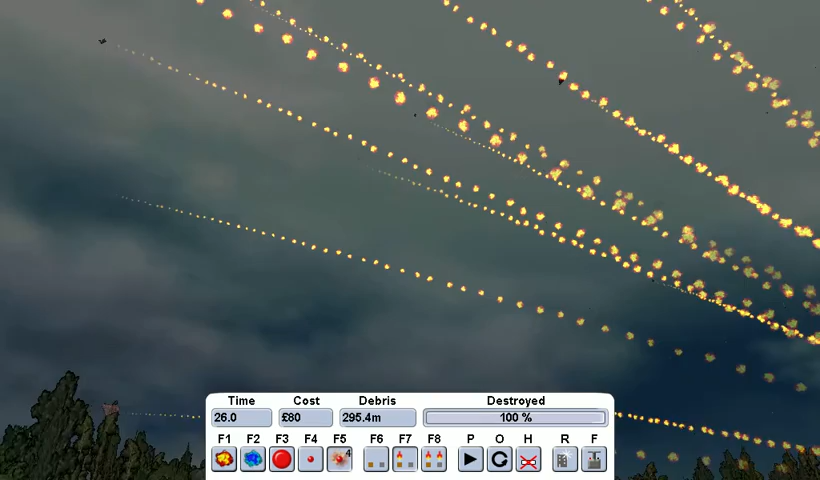 Time Cost Debris Destroyed
26.0 £80 295.4m 100 %
F1 F2 F3 F4 F5 F6 F7 F8 P O H R F
4